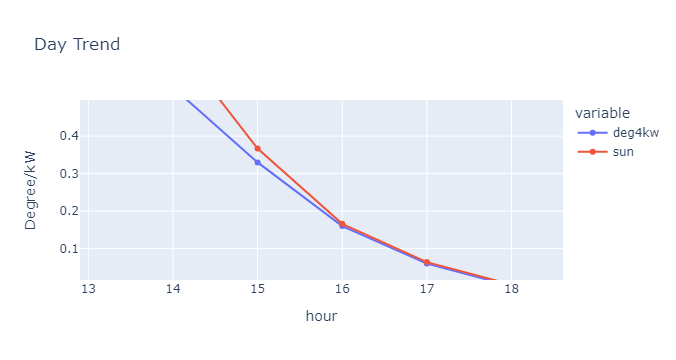 Day Trend
variable
deg4kw
sun
Degree/kW
0.4
0.3
0.2
0.1
13 14 15 16 17 18
hour